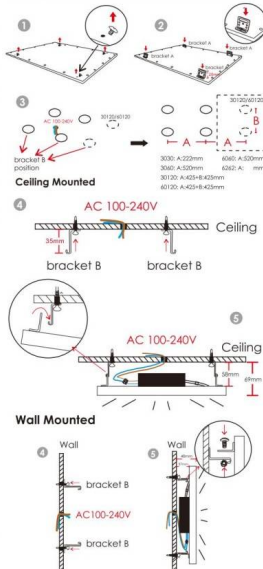 1
2
bracket A
bracket A
bracket A
bracket A
3
30120/60120
AC 100-240V
bracket B
position
30120/60120
B
A
A
3030: A:222mm
6060: A:520mm
3060: A:520mm
6262: A: mm
30120: A:425+B:425mm
60120: A:425+B:425mm
Ceiling Mounted
4
AC 100-240V
Ceiling
35mm
bracket B
bracket B
5
AC 100-240V
Ceiling
58mm
69mm
Wall Mounted
4
Wall
bracket B
AC100-240V
bracket B
5
Wall